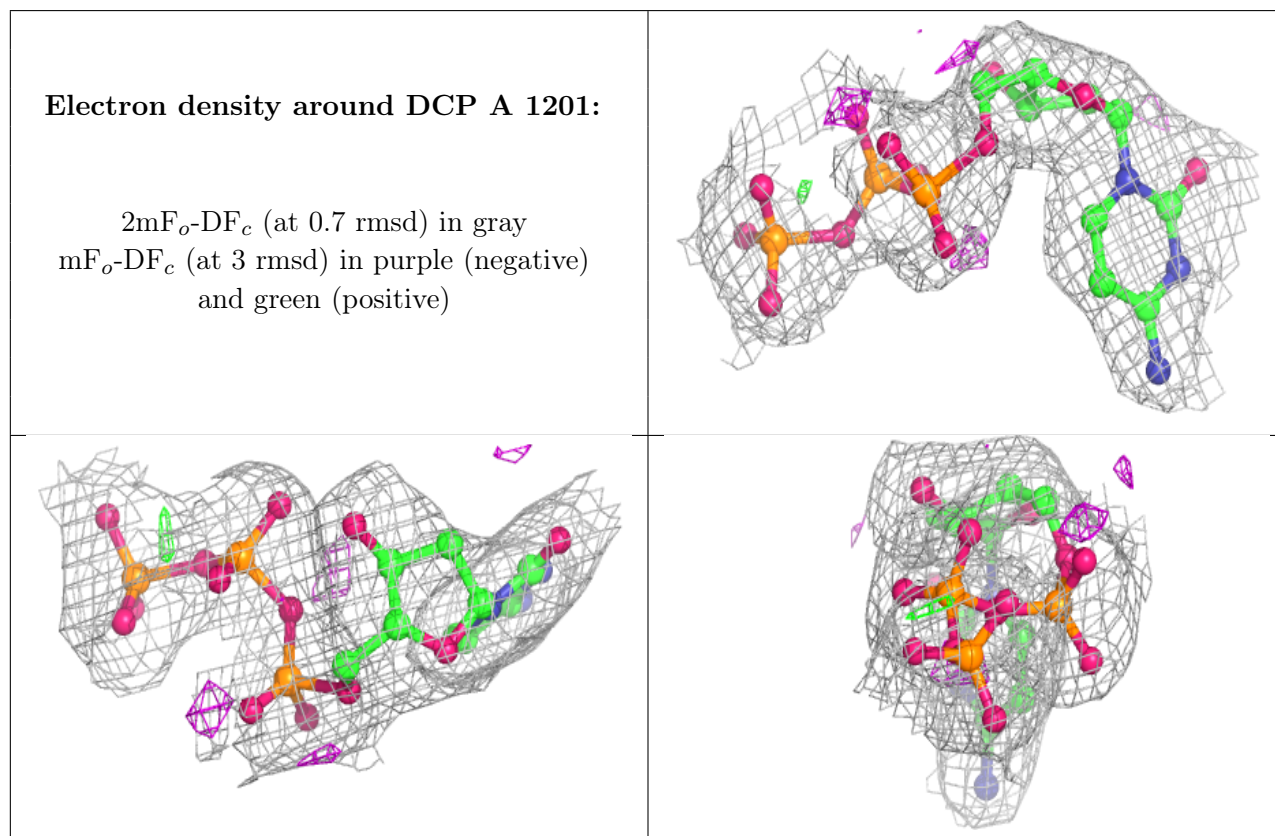 Electron density around DCP A 1201:
2mFo-DFc (at 0.7 rmsd) in gray
mFo-DFc (at 3 rmsd) in purple (negative)
and green (positive)